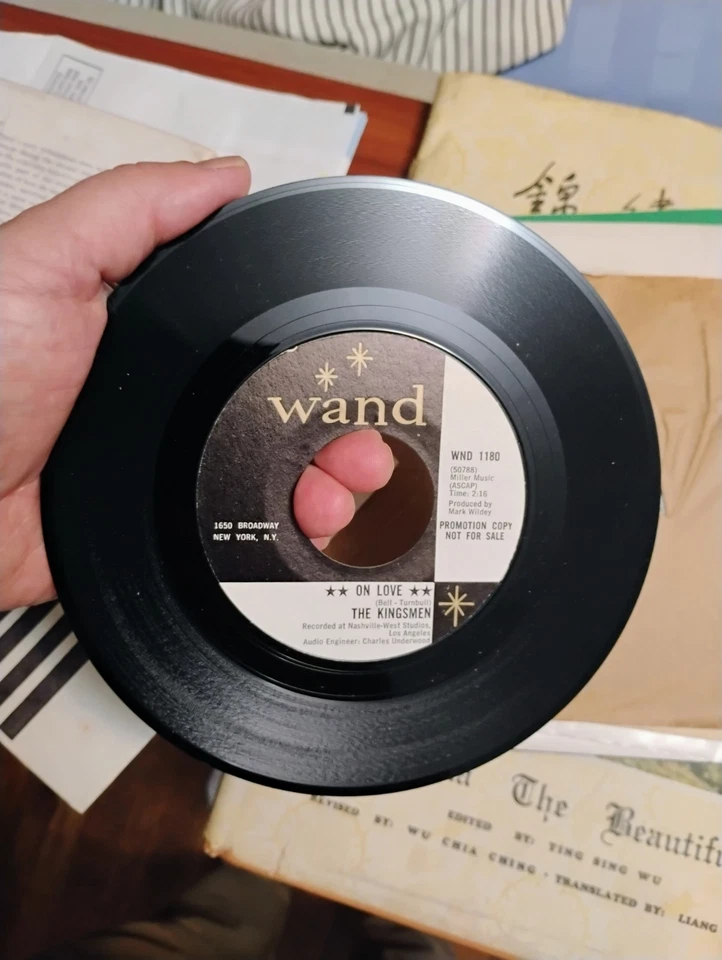 錦
wand
WND 1180
(50788)
Miller Music
(ASCAP)
Time: 2:16
Produced by
Mark Wildey
PROMOTION COPY
NOT FOR SALE
1650 BROADWAY
NEW YORK, N.Y.
★★ ON LOVE ★★
(Bell - Turnbull)
THE KINGSMEN
Recorded at Nashville-West Studios,
Los Angeles
Audio Engineer: Charles Underwood
The Beautifu
EDITED BY: YING SING WU
REVISED BY: WU CHIA CHING · TRANSLATED BY: LIANG